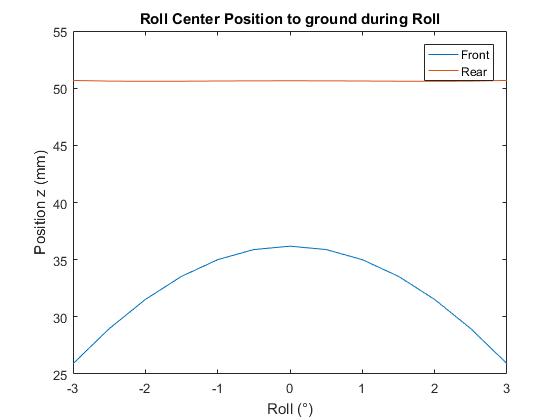 Roll Center Position to ground during Roll
Position z (mm)
55
50
45
40
35
30
25
-3
-2
-1
0
1
2
3
Roll (°)
Front
Rear